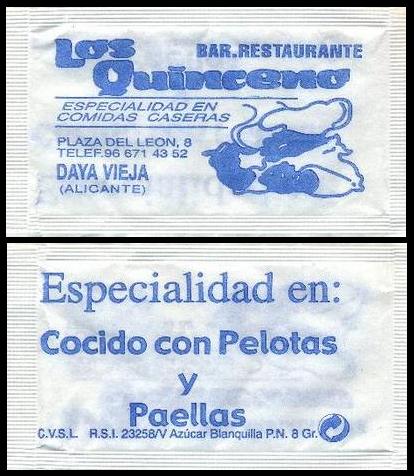 Los Quinceno
BAR.RESTAURANTE
ESPECIALIDAD EN
COMIDAS CASERAS
PLAZA DEL LEON, 8
TELEF.96 671 43 52
DAYA VIEJA
(ALICANTE)
Especialidad en:
Cocido con Pelotas
y
Paellas
C.V.S.L. R.S.I. 23258/V Azúcar Blanquilla P.N. 8 Gr.